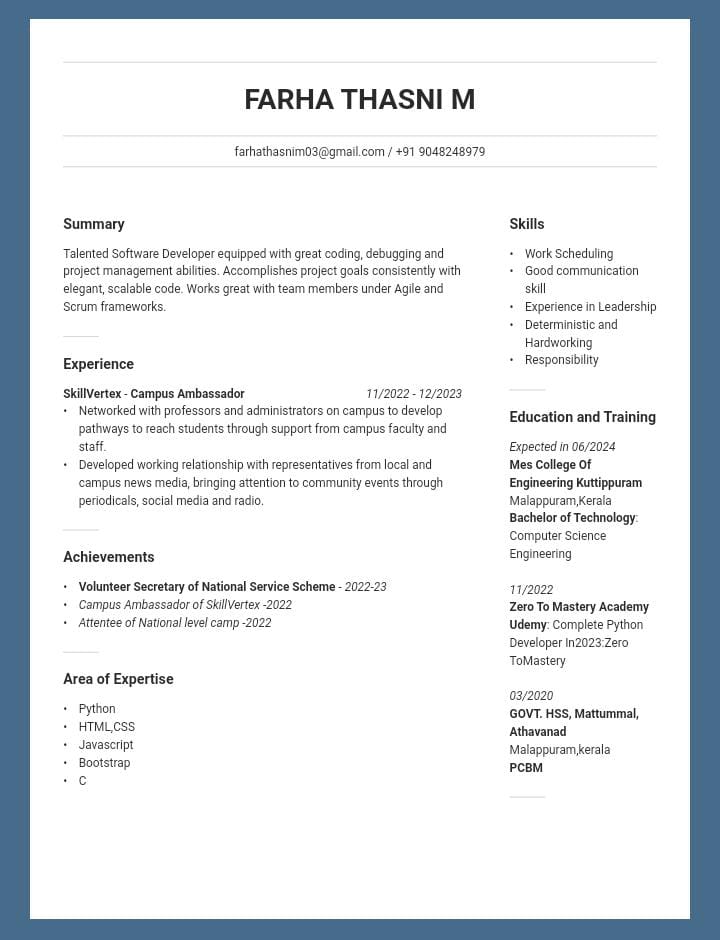 FARHA THASNI M
farhathasnim03@gmail.com / +91 9048248979
Summary
Talented Software Developer equipped with great coding, debugging and
project management abilities. Accomplishes project goals consistently with
elegant, scalable code. Works great with team members under Agile and
Scrum frameworks.
Experience
SkillVertex - Campus Ambassador 11/2022 - 12/2023
• Networked with professors and administrators on campus to develop
pathways to reach students through support from campus faculty and
staff.
• Developed working relationship with representatives from local and
campus news media, bringing attention to community events through
periodicals, social media and radio.
Achievements
• Volunteer Secretary of National Service Scheme - 2022-23
• Campus Ambassador of SkillVertex -2022
• Attentee of National level camp -2022
Area of Expertise
• Python
• HTML,CSS
• Javascript
• Bootstrap
• C
Skills
• Work Scheduling
• Good communication
skill
• Experience in Leadership
• Deterministic and
Hardworking
• Responsibility
Education and Training
Expected in 06/2024
Mes College Of
Engineering Kuttippuram
Malappuram,Kerala
Bachelor of Technology:
Computer Science
Engineering
11/2022
Zero To Mastery Academy
Udemy: Complete Python
Developer In2023:Zero
ToMastery
03/2020
GOVT. HSS, Mattummal,
Athavanad
Malappuram,kerala
PCBM